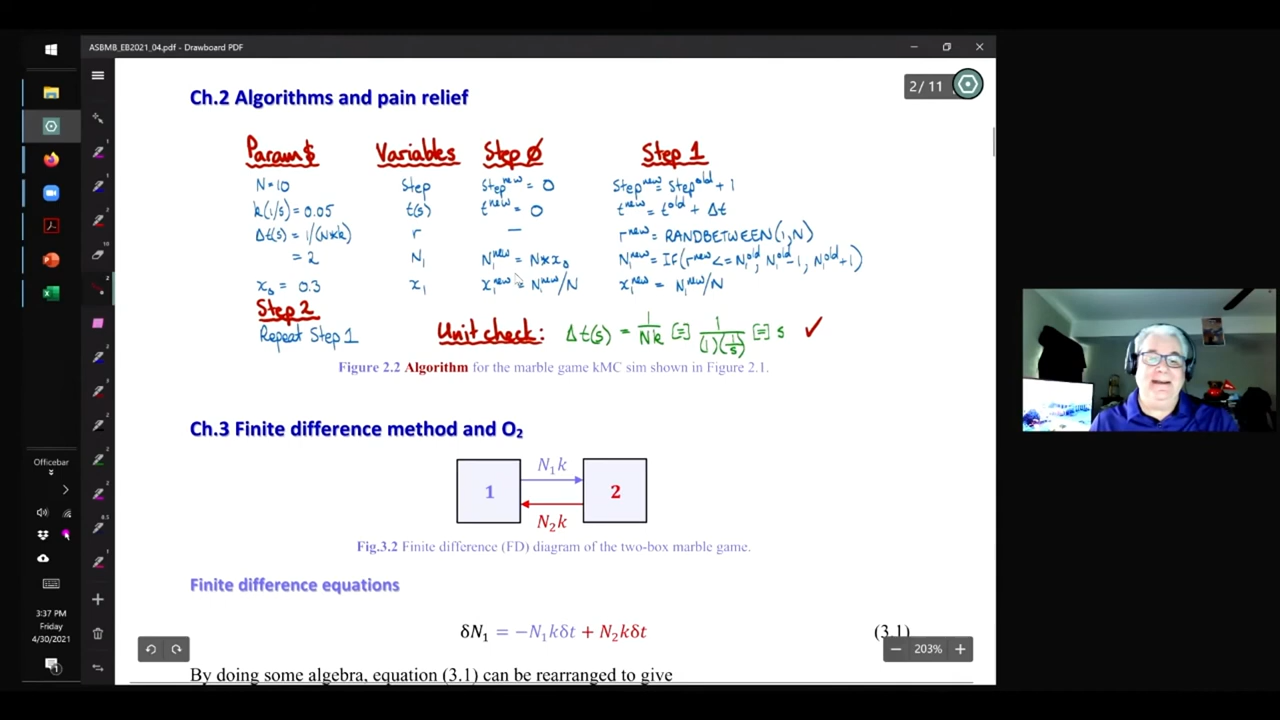 ASBMB_EB2021_04.pdf - Drawboard PDF
2 / 11
Ch.2 Algorithms and pain relief
Param$ Variables Step 0 Step 1
N=10 Step Step^new = 0 Step^new = Step^old + 1
k(1/s) = 0.05 t(s) t^new = 0 t^new = t^old + Δt
Δt(s) = 1/(N*k) r — r^new = RANDBETWEEN(1,N)
= 2 N₁ N₁^new = N*x₀ N₁^new = IF(r^new <= N₁^old, N₁^old-1, N₁^old+1)
x₀ = 0.3 x₁ x₁^new = N₁^new/N x₁^new = N₁^new/N
Step 2
Repeat Step 1 Unit check: Δt(s) = 1/Nk [=] 1/((1)(1/s)) [=] s ✓
Figure 2.2 Algorithm for the marble game kMC sim shown in Figure 2.1.
Ch.3 Finite difference method and O₂
N₁k
1 2
N₂k
Fig.3.2 Finite difference (FD) diagram of the two-box marble game.
Finite difference equations
δN₁ = −N₁kδt + N₂kδt (3.1)
By doing some algebra, equation (3.1) can be rearranged to give
203%
Officebar
3:37 PM
Friday
4/30/2021